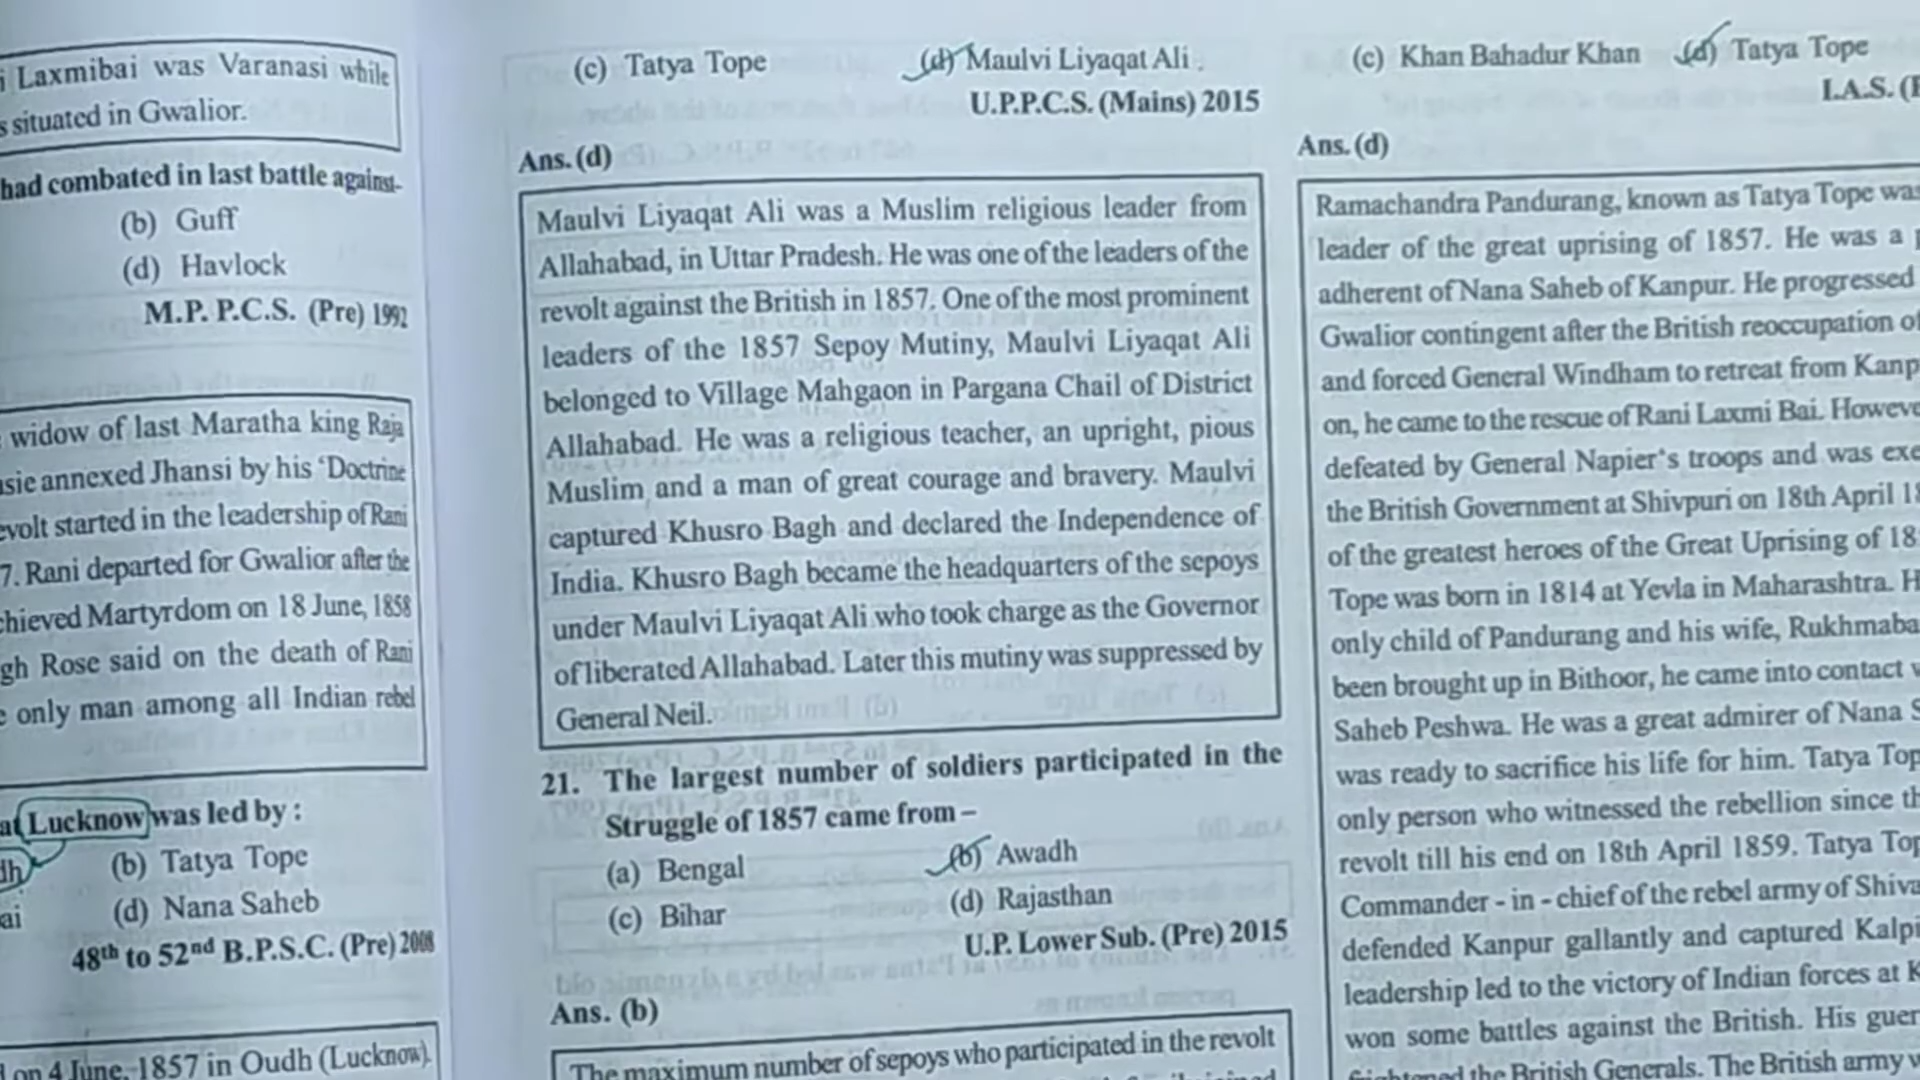 Laxmibai was Varanasi while
situated in Gwalior.
had combated in last battle against-
(b) Guff
(d) Havlock
M.P. P.C.S. (Pre) 1992
widow of last Maratha king Raja
annexed Jhansi by his ‘Doctrine
started in the leadership of Rani
7. Rani departed for Gwalior after the
Martyrdom on 18 June, 1858
Rose said on the death of Rani
only man among all Indian rebel
at Lucknow was led by :
(b) Tatya Tope
(d) Nana Saheb
48th to 52nd B.P.S.C. (Pre) 2008
on 4 June, 1857 in Oudh (Lucknow).
(c) Tatya Tope (d) Maulvi Liyaqat Ali
U.P.P.C.S. (Mains) 2015
Ans. (d)
Maulvi Liyaqat Ali was a Muslim religious leader from
Allahabad, in Uttar Pradesh. He was one of the leaders of the
revolt against the British in 1857. One of the most prominent
leaders of the 1857 Sepoy Mutiny, Maulvi Liyaqat Ali
belonged to Village Mahgaon in Pargana Chail of District
Allahabad. He was a religious teacher, an upright, pious
Muslim and a man of great courage and bravery. Maulvi
captured Khusro Bagh and declared the Independence of
India. Khusro Bagh became the headquarters of the sepoys
under Maulvi Liyaqat Ali who took charge as the Governor
of liberated Allahabad. Later this mutiny was suppressed by
General Neil.
21. The largest number of soldiers participated in the
Struggle of 1857 came from –
(a) Bengal (b) Awadh
(c) Bihar (d) Rajasthan
U.P. Lower Sub. (Pre) 2015
Ans. (b)
The maximum number of sepoys who participated in the revolt
(c) Khan Bahadur Khan (d) Tatya Tope
I.A.S. (
Ans. (d)
Ramachandra Pandurang, known as Tatya Tope was
leader of the great uprising of 1857. He was a
adherent of Nana Saheb of Kanpur. He progressed
Gwalior contingent after the British reoccupation of
and forced General Windham to retreat from Kanp
on, he came to the rescue of Rani Laxmi Bai. Howeve
defeated by General Napier's troops and was exe
the British Government at Shivpuri on 18th April 18
of the greatest heroes of the Great Uprising of 18
Tope was born in 1814 at Yevla in Maharashtra. H
only child of Pandurang and his wife, Rukhmaba
been brought up in Bithoor, he came into contact
Saheb Peshwa. He was a great admirer of Nana S
was ready to sacrifice his life for him. Tatya Top
only person who witnessed the rebellion since th
revolt till his end on 18th April 1859. Tatya Top
Commander - in - chief of the rebel army of Shiva
defended Kanpur gallantly and captured Kalpi
leadership led to the victory of Indian forces at K
won some battles against the British. His guer
the British Generals. The British army